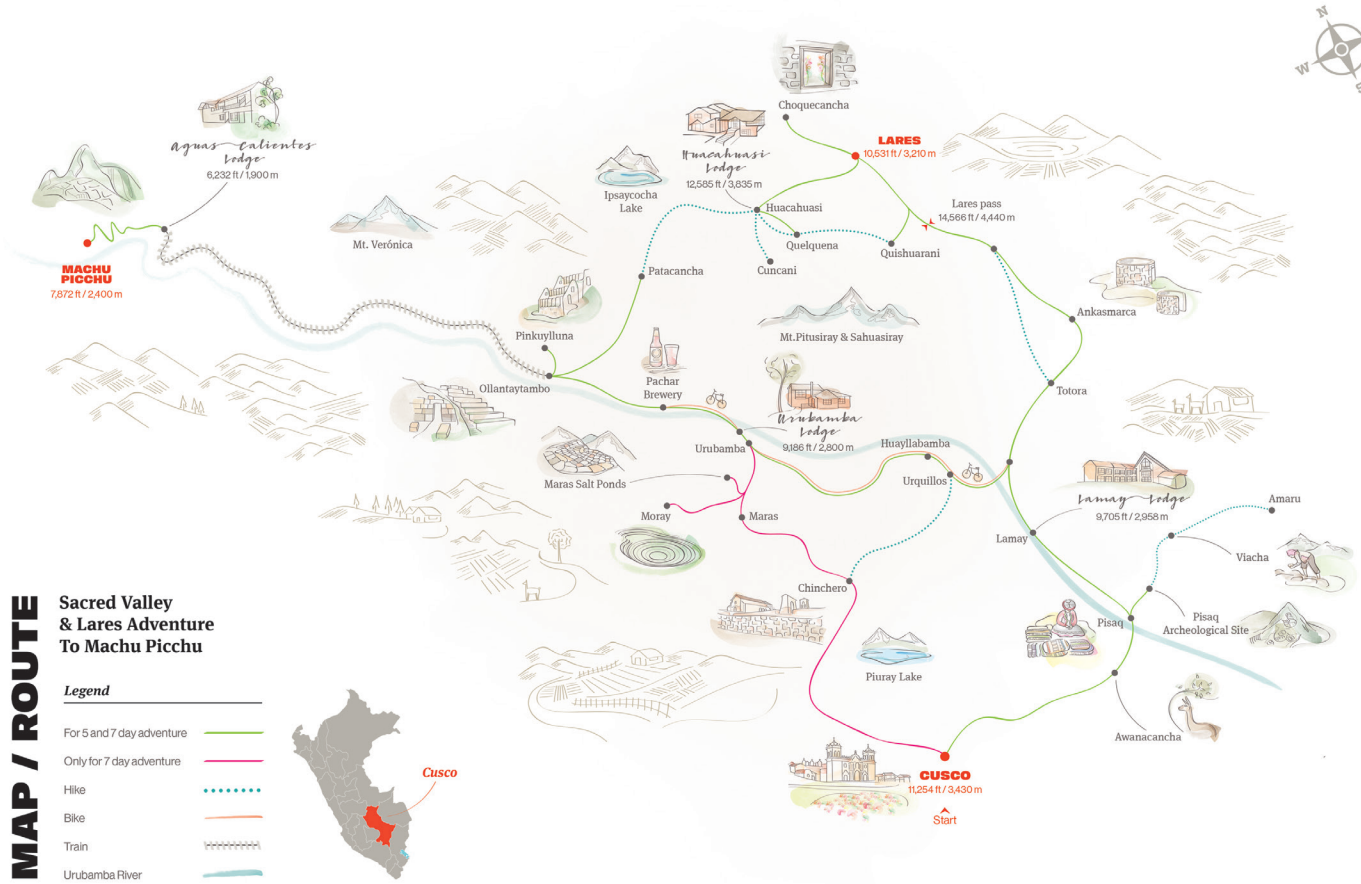 N
W
S
Choquecancha
LARES
10,531 ft / 3,210 m
Huacahuasi
Lodge
12,585 ft / 3,835 m
Aguas Calientes
Lodge
6,232 ft / 1,900 m
Ipsaycocha
Lake
Huacahuasi
Lares pass
14,566 ft / 4,440 m
Mt. Verónica
Quelquena
Quishuarani
Cuncani
Patacancha
MACHU
PICCHU
7,872 ft / 2,400 m
Ankasmarca
Pinkuylluna
Mt.Pitusiray & Sahuasiray
Ollantaytambo
Pachar
Brewery
Totora
Urubamba
Lodge
9,186 ft / 2,800 m
Urubamba
Huayllabamba
Urquillos
Maras Salt Ponds
Lamay Lodge
9,705 ft / 2,958 m
Amaru
Moray
Maras
Lamay
Viacha
Chinchero
Pisaq
Pisaq
Archeological Site
Piuray Lake
Awanacancha
CUSCO
11,254 ft / 3,430 m
Start
MAP / ROUTE
Sacred Valley
& Lares Adventure
To Machu Picchu
Legend
For 5 and 7 day adventure
Only for 7 day adventure
Hike
Bike
Train
Urubamba River
Cusco